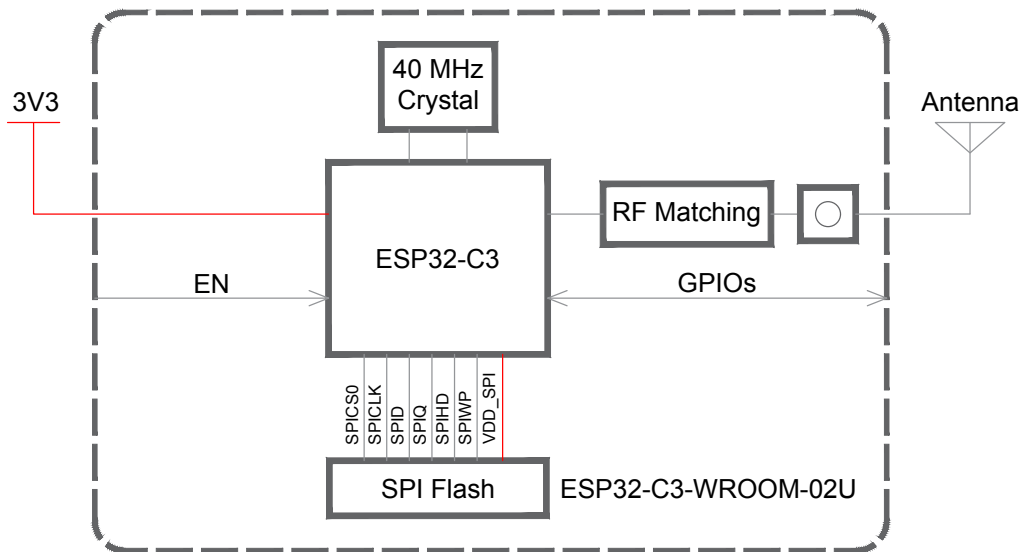 40 MHz
Crystal
3V3
Antenna
RF Matching
ESP32-C3
EN
GPIOs
SPICS0
SPICLK
SPID
SPIQ
SPIHD
SPIWP
VDD_SPI
SPI Flash
ESP32-C3-WROOM-02U